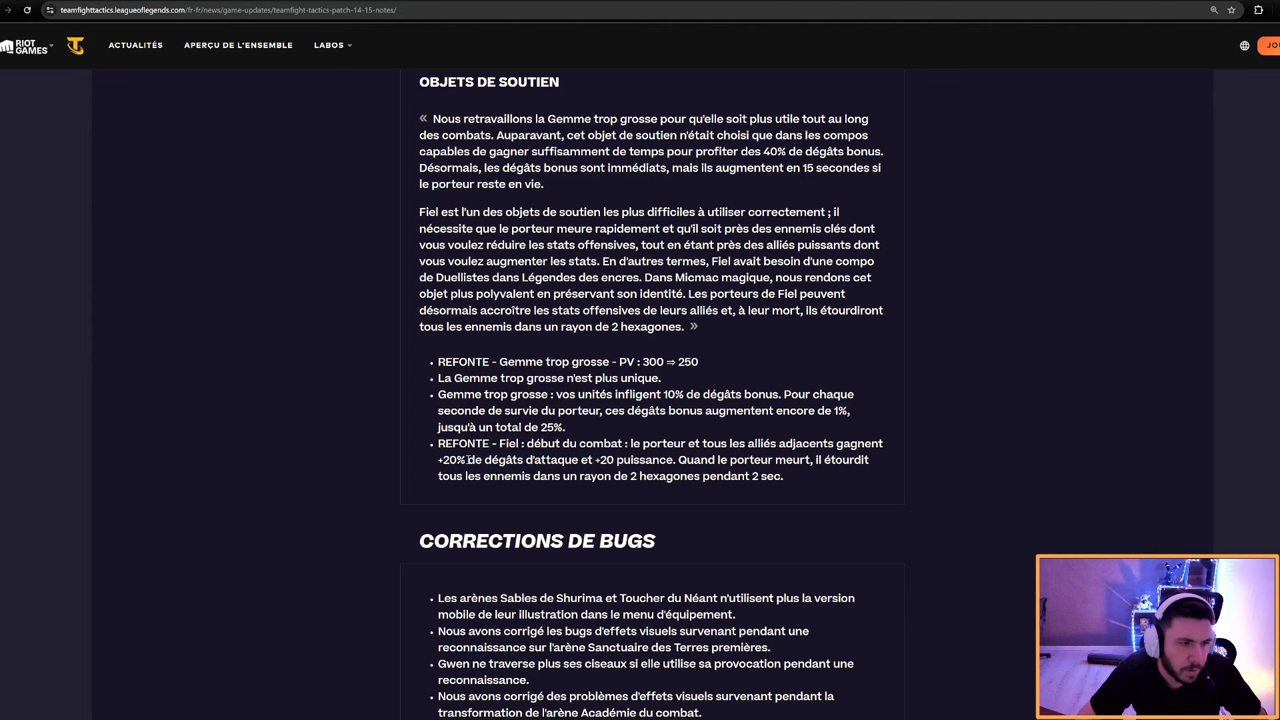 teamfighttactics.leagueoflegends.com/fr-fr/news/game-updates/teamfight-tactics-patch-14-15-notes/
RIOT GAMES
ACTUALITÉS
APERÇU DE L'ENSEMBLE
LABOS
JO
OBJETS DE SOUTIEN
« Nous retravaillons la Gemme trop grosse pour qu'elle soit plus utile tout au long
des combats. Auparavant, cet objet de soutien n'était choisi que dans les compos
capables de gagner suffisamment de temps pour profiter des 40% de dégâts bonus.
Désormais, les dégâts bonus sont immédiats, mais ils augmentent en 15 secondes si
le porteur reste en vie.
Fiel est l'un des objets de soutien les plus difficiles à utiliser correctement ; il
nécessite que le porteur meure rapidement et qu'il soit près des ennemis clés dont
vous voulez réduire les stats offensives, tout en étant près des alliés puissants dont
vous voulez augmenter les stats. En d'autres termes, Fiel avait besoin d'une compo
de Duellistes dans Légendes des encres. Dans Micmac magique, nous rendons cet
objet plus polyvalent en préservant son identité. Les porteurs de Fiel peuvent
désormais accroître les stats offensives de leurs alliés et, à leur mort, ils étourdiront
tous les ennemis dans un rayon de 2 hexagones. »
• REFONTE - Gemme trop grosse - PV : 300 ⇒ 250
• La Gemme trop grosse n'est plus unique.
• Gemme trop grosse : vos unités infligent 10% de dégâts bonus. Pour chaque
seconde de survie du porteur, ces dégâts bonus augmentent encore de 1%,
jusqu'à un total de 25%.
• REFONTE - Fiel : début du combat : le porteur et tous les alliés adjacents gagnent
+20% de dégâts d'attaque et +20 puissance. Quand le porteur meurt, il étourdit
tous les ennemis dans un rayon de 2 hexagones pendant 2 sec.
CORRECTIONS DE BUGS
• Les arènes Sables de Shurima et Toucher du Néant n'utilisent plus la version
mobile de leur illustration dans le menu d'équipement.
• Nous avons corrigé les bugs d'effets visuels survenant pendant une
reconnaissance sur l'arène Sanctuaire des Terres premières.
• Gwen ne traverse plus ses ciseaux si elle utilise sa provocation pendant une
reconnaissance.
• Nous avons corrigé des problèmes d'effets visuels survenant pendant la
transformation de l'arène Académie du combat.